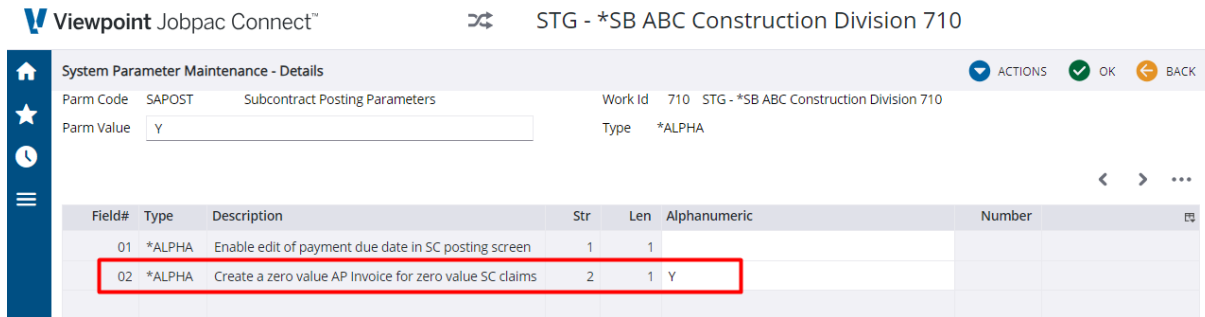 Viewpoint Jobpac Connect™ STG - *SB ABC Construction Division 710
System Parameter Maintenance - Details ACTIONS OK BACK
Parm Code SAPOST Subcontract Posting Parameters Work Id 710 STG - *SB ABC Construction Division 710
Parm Value Y Type *ALPHA
Field# Type Description Str Len Alphanumeric Number
01 *ALPHA Enable edit of payment due date in SC posting screen 1 1
02 *ALPHA Create a zero value AP Invoice for zero value SC claims 2 1 Y